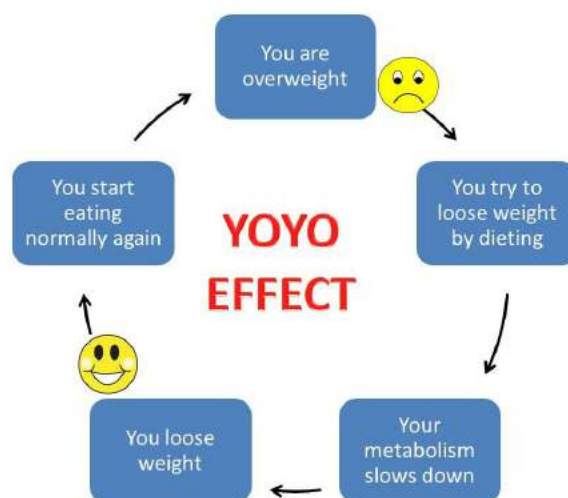 You are
overweight
You try to
loose weight
by dieting
Your
metabolism
slows down
You loose
weight
You start
eating
normally again
YOYO
EFFECT